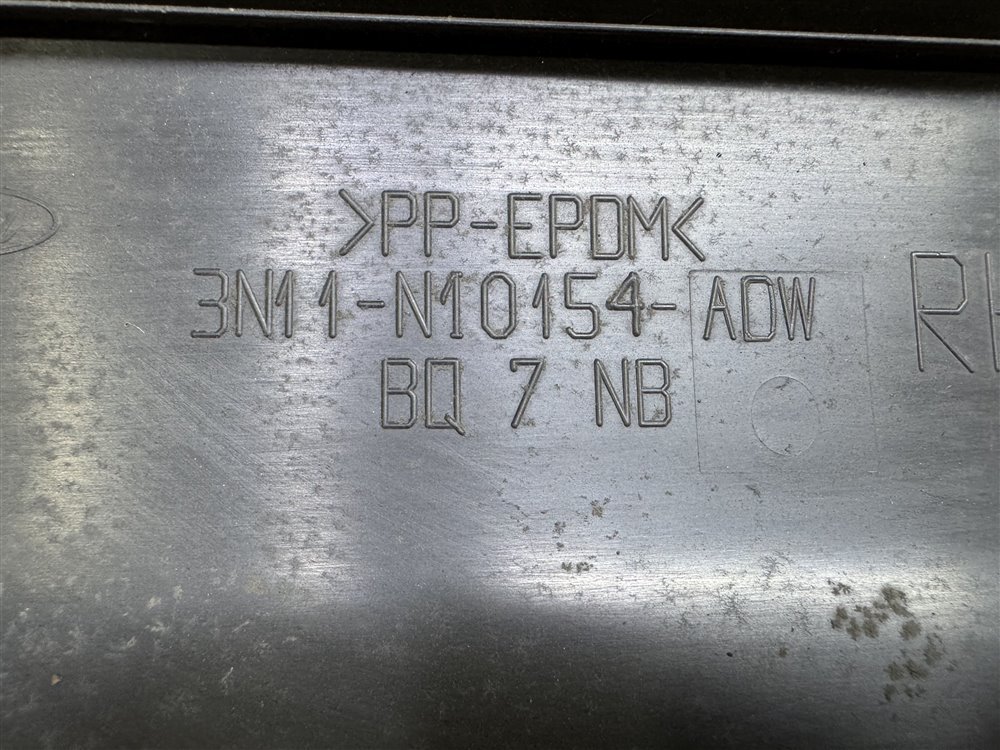 >PP-EPDM<
3N11-N10154-ADW
BQ 7 NB